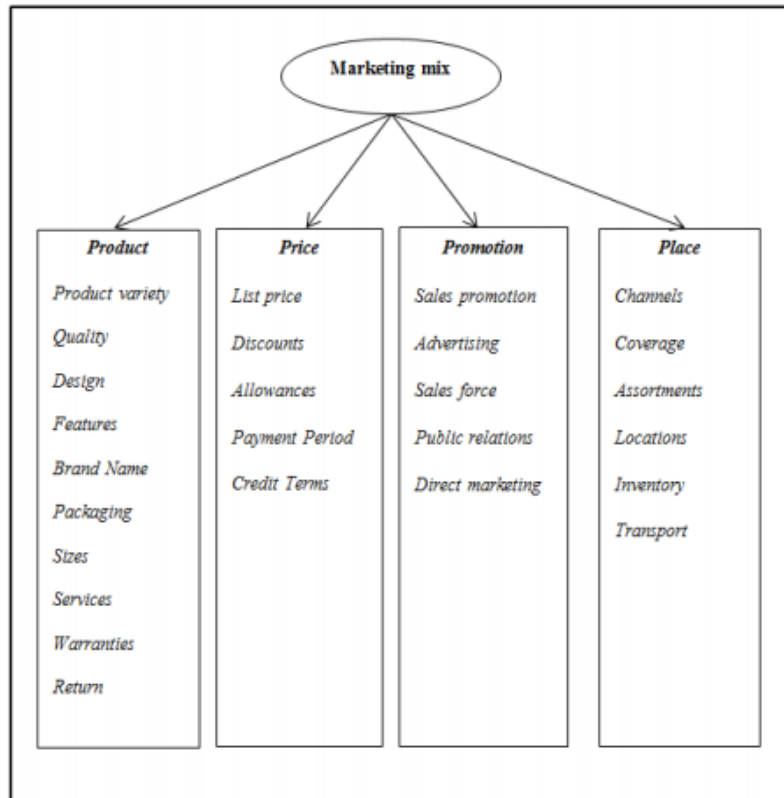 Marketing mix
Product
Product variety
Quality
Design
Features
Brand Name
Packaging
Sizes
Services
Warranties
Return
Price
List price
Discounts
Allowances
Payment Period
Credit Terms
Promotion
Sales promotion
Advertising
Sales force
Public relations
Direct marketing
Place
Channels
Coverage
Assortments
Locations
Inventory
Transport